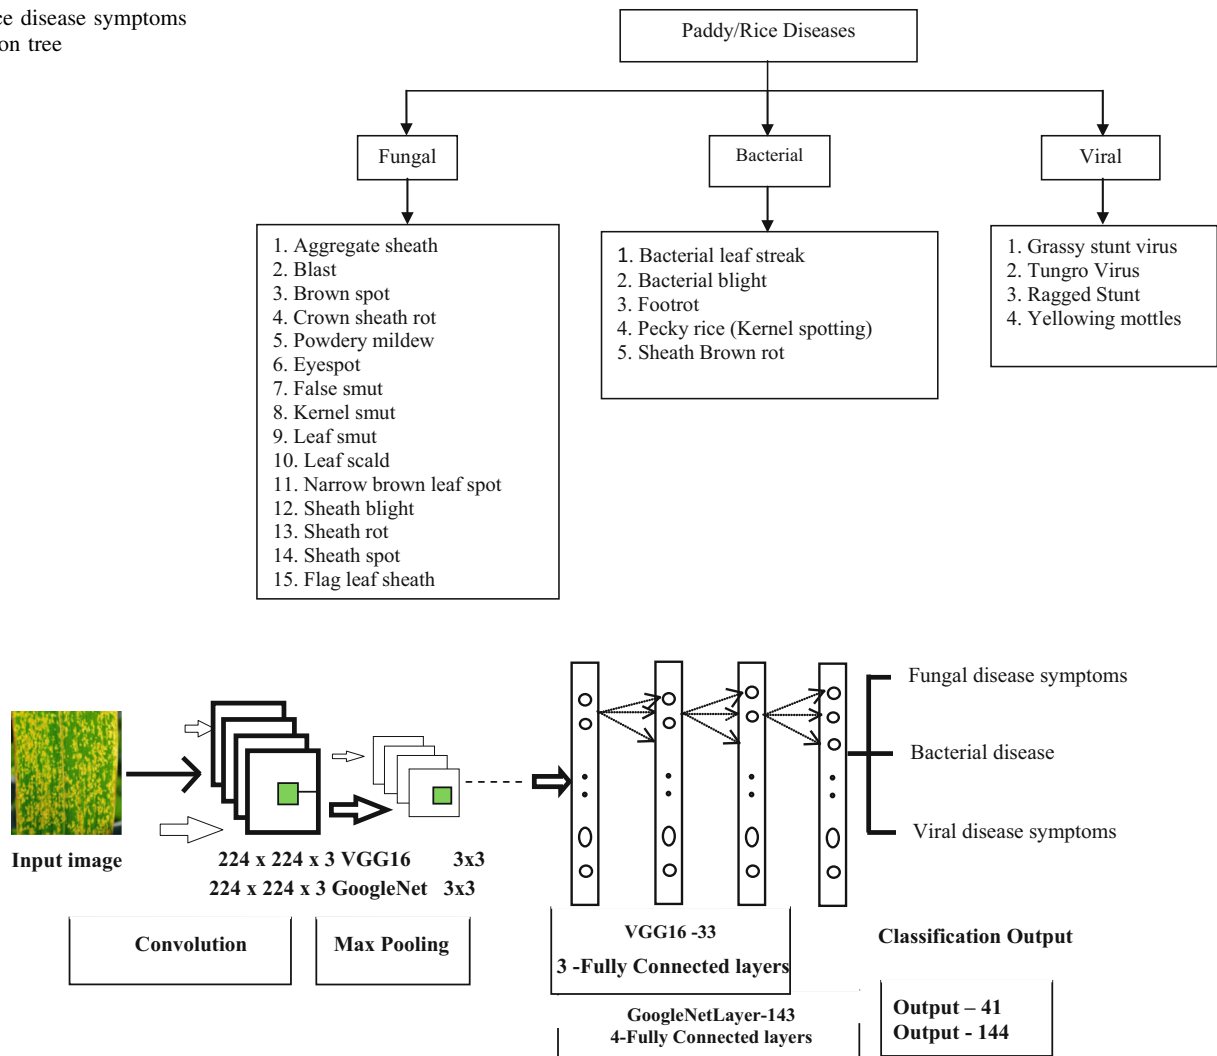 ce disease symptoms
on tree
Paddy/Rice Diseases
Fungal
Bacterial
Viral
1. Aggregate sheath
2. Blast
3. Brown spot
4. Crown sheath rot
5. Powdery mildew
6. Eyespot
7. False smut
8. Kernel smut
9. Leaf smut
10. Leaf scald
11. Narrow brown leaf spot
12. Sheath blight
13. Sheath rot
14. Sheath spot
15. Flag leaf sheath
1. Bacterial leaf streak
2. Bacterial blight
3. Footrot
4. Pecky rice (Kernel spotting)
5. Sheath Brown rot
1. Grassy stunt virus
2. Tungro Virus
3. Ragged Stunt
4. Yellowing mottles
Input image
224 x 224 x 3 VGG16 3x3
224 x 224 x 3 GoogleNet 3x3
Convolution
Max Pooling
VGG16 -33
3 -Fully Connected layers
GoogleNetLayer-143
4-Fully Connected layers
Fungal disease symptoms
Bacterial disease
Viral disease symptoms
Classification Output
Output – 41
Output - 144